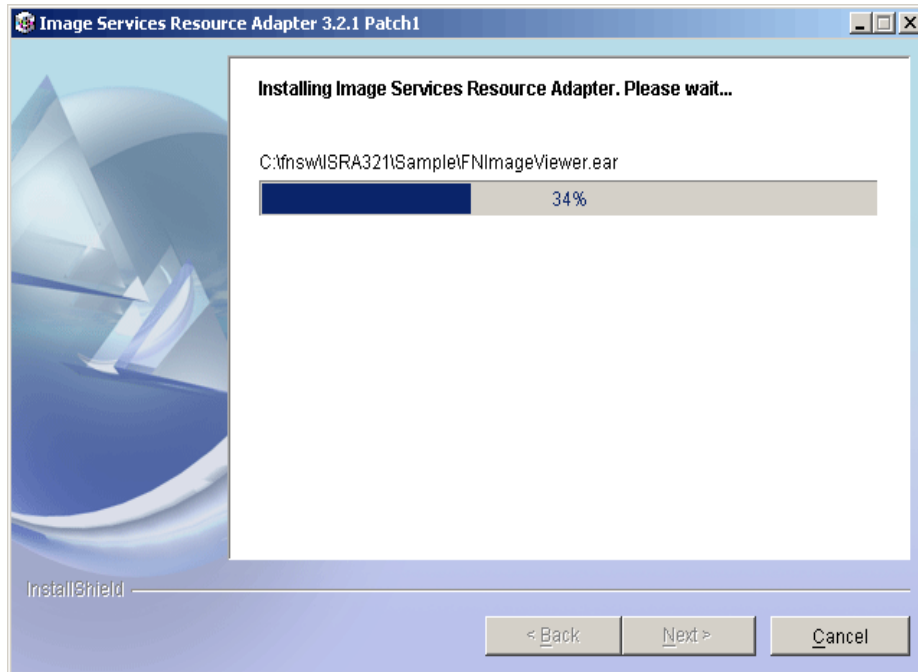 Image Services Resource Adapter 3.2.1 Patch1
Installing Image Services Resource Adapter. Please wait...
C:\fnsw\ISRA321\Sample\FNImageViewer.ear
34%
InstallShield
< Back
Next >
Cancel